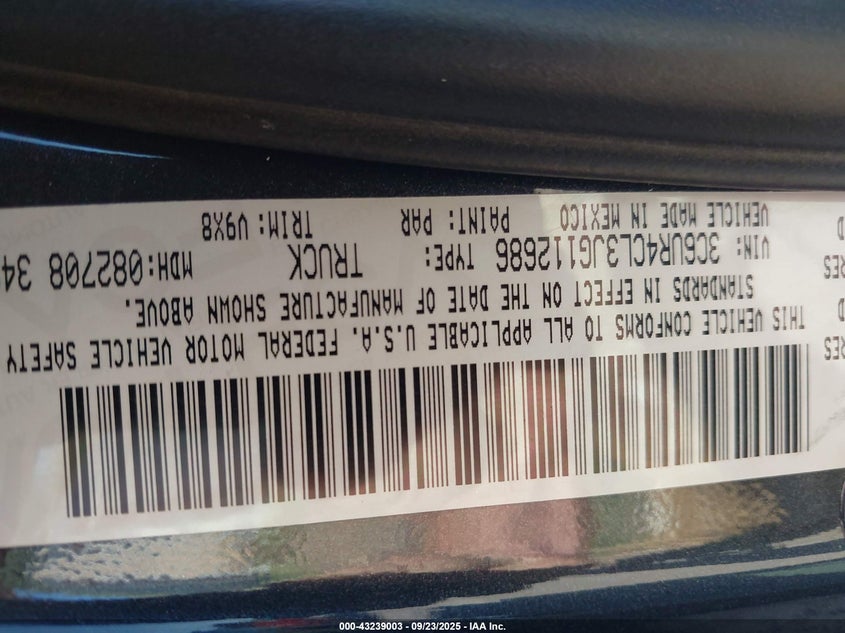 THIS VEHICLE CONFORMS TO ALL APPLICABLE U.S.A. FEDERAL MOTOR VEHICLE SAFETY
STANDARDS IN EFFECT ON THE DATE OF MANUFACTURE SHOWN ABOVE.
VIN: 3C6UR4CL3JG112686 TYPE: TRUCK MDH:082708 34
VEHICLE MADE IN MEXICO PAINT: PAR TRIM: V9X8
000-43239003 — 09/23/2025 — IAA Inc.